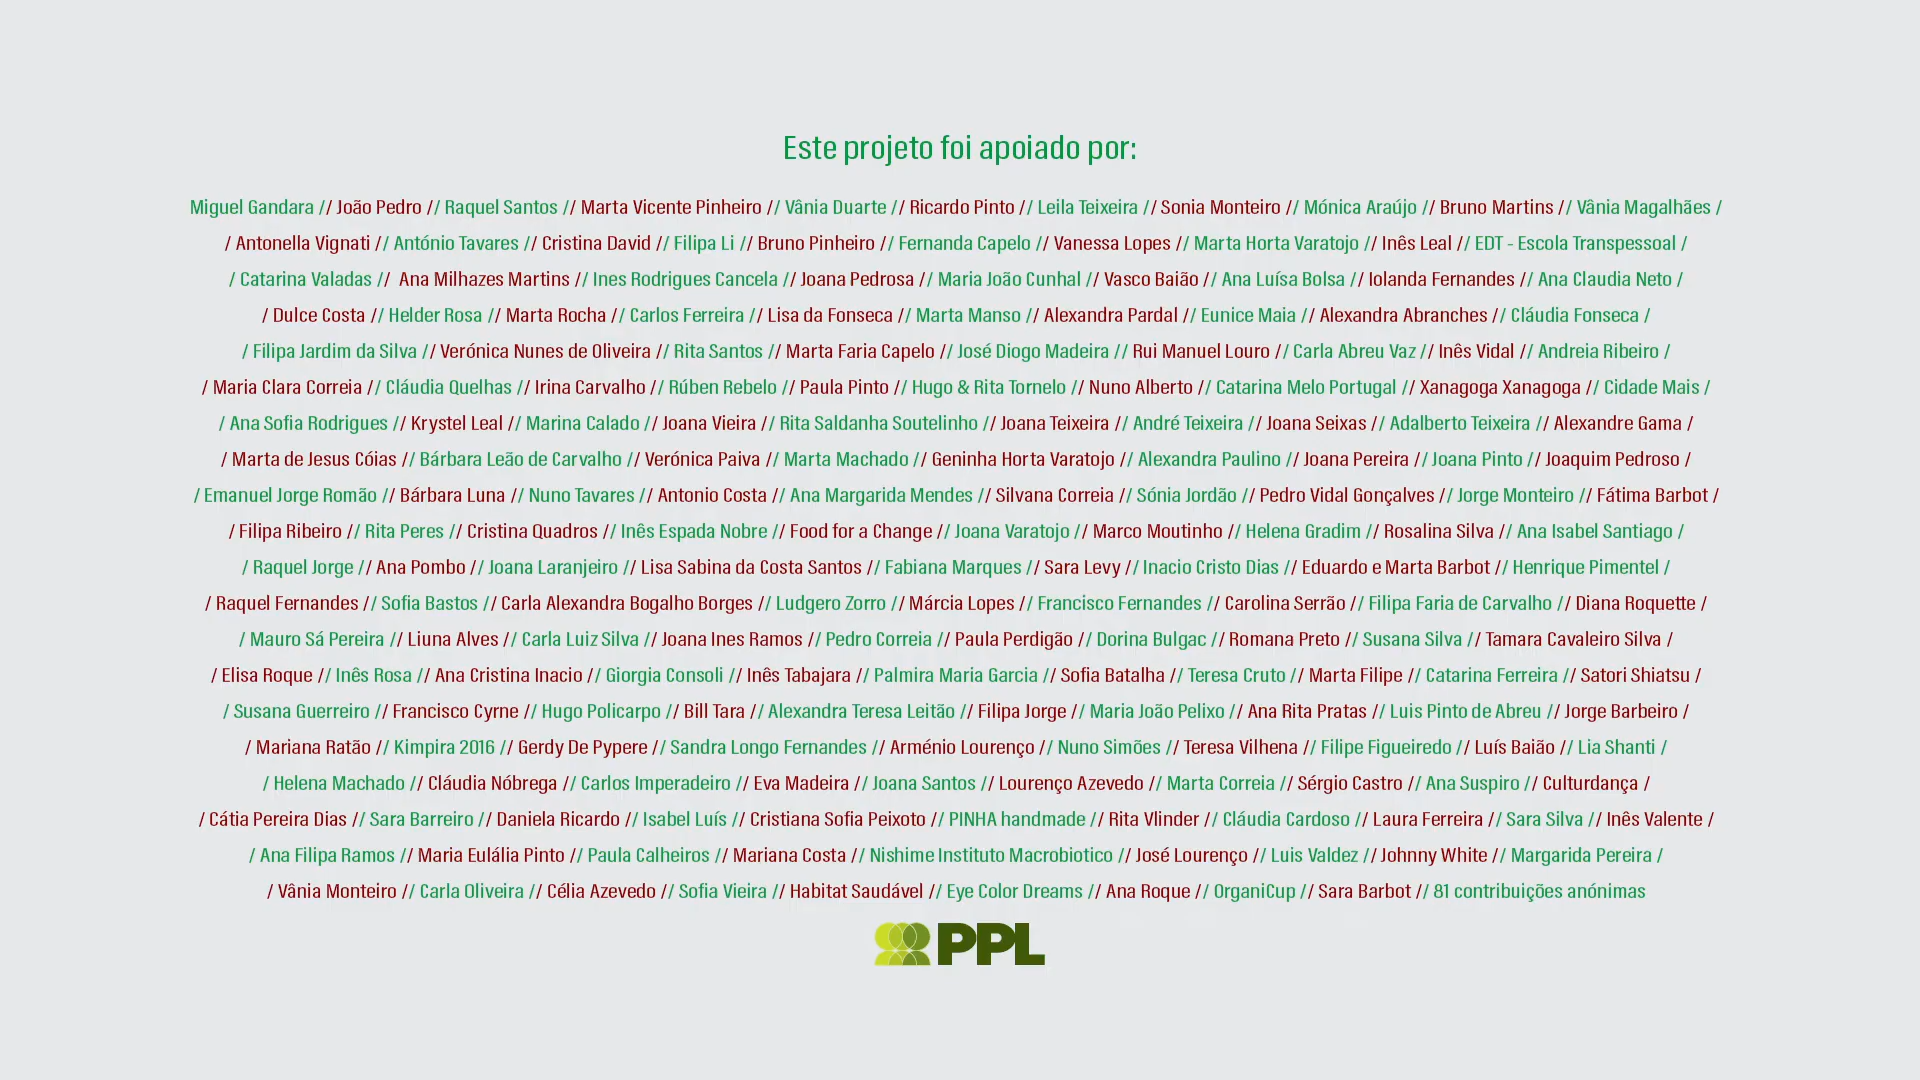 Este projeto foi apoiado por:
Miguel Gandara // João Pedro // Raquel Santos // Marta Vicente Pinheiro // Vânia Duarte // Ricardo Pinto // Leila Teixeira // Sonia Monteiro // Mónica Araújo // Bruno Martins // Vânia Magalhães /
/ Antonella Vignati // António Tavares // Cristina David // Filipa Li // Bruno Pinheiro // Fernanda Capelo // Vanessa Lopes // Marta Horta Varatojo // Inês Leal // EDT - Escola Transpessoal /
/ Catarina Valadas // Ana Milhazes Martins // Ines Rodrigues Cancela // Joana Pedrosa // Maria João Cunhal // Vasco Baião // Ana Luísa Bolsa // Iolanda Fernandes // Ana Claudia Neto /
/ Dulce Costa // Helder Rosa // Marta Rocha // Carlos Ferreira // Lisa da Fonseca // Marta Manso // Alexandra Pardal // Eunice Maia // Alexandra Abranches // Cláudia Fonseca /
/ Filipa Jardim da Silva // Verónica Nunes de Oliveira // Rita Santos // Marta Faria Capelo // José Diogo Madeira // Rui Manuel Louro // Carla Abreu Vaz // Inês Vidal // Andreia Ribeiro /
/ Maria Clara Correia // Cláudia Quelhas // Irina Carvalho // Rúben Rebelo // Paula Pinto // Hugo & Rita Tornelo // Nuno Alberto // Catarina Melo Portugal // Xanagoga Xanagoga // Cidade Mais /
/ Ana Sofia Rodrigues // Krystel Leal // Marina Calado // Joana Vieira // Rita Saldanha Soutelinho // Joana Teixeira // André Teixeira // Joana Seixas // Adalberto Teixeira // Alexandre Gama /
/ Marta de Jesus Cóias // Bárbara Leão de Carvalho // Verónica Paiva // Marta Machado // Geninha Horta Varatojo // Alexandra Paulino // Joana Pereira // Joana Pinto // Joaquim Pedroso /
/ Emanuel Jorge Romão // Bárbara Luna // Nuno Tavares // Antonio Costa // Ana Margarida Mendes // Silvana Correia // Sónia Jordão // Pedro Vidal Gonçalves // Jorge Monteiro // Fátima Barbot /
/ Filipa Ribeiro // Rita Peres // Cristina Quadros // Inês Espada Nobre // Food for a Change // Joana Varatojo // Marco Moutinho // Helena Gradim // Rosalina Silva // Ana Isabel Santiago /
/ Raquel Jorge // Ana Pombo // Joana Laranjeiro // Lisa Sabina da Costa Santos // Fabiana Marques // Sara Levy // Inacio Cristo Dias // Eduardo e Marta Barbot // Henrique Pimentel /
/ Raquel Fernandes // Sofia Bastos // Carla Alexandra Bogalho Borges // Ludgero Zorro // Márcia Lopes // Francisco Fernandes // Carolina Serrão // Filipa Faria de Carvalho // Diana Roquette /
/ Mauro Sá Pereira // Liuna Alves // Carla Luiz Silva // Joana Ines Ramos // Pedro Correia // Paula Perdigão // Dorina Bulgac // Romana Preto // Susana Silva // Tamara Cavaleiro Silva /
/ Elisa Roque // Inês Rosa // Ana Cristina Inacio // Giorgia Consoli // Inês Tabajara // Palmira Maria Garcia // Sofia Batalha // Teresa Cruto // Marta Filipe // Catarina Ferreira // Satori Shiatsu /
/ Susana Guerreiro // Francisco Cyrne // Hugo Policarpo // Bill Tara // Alexandra Teresa Leitão // Filipa Jorge // Maria João Pelixo // Ana Rita Pratas // Luis Pinto de Abreu // Jorge Barbeiro /
/ Mariana Ratão // Kimpira 2016 // Gerdy De Pypere // Sandra Longo Fernandes // Arménio Lourenço // Nuno Simões // Teresa Vilhena // Filipe Figueiredo // Luís Baião // Lia Shanti /
/ Helena Machado // Cláudia Nóbrega // Carlos Imperadeiro // Eva Madeira // Joana Santos // Lourenço Azevedo // Marta Correia // Sérgio Castro // Ana Suspiro // Culturdança /
/ Cátia Pereira Dias // Sara Barreiro // Daniela Ricardo // Isabel Luís // Cristiana Sofia Peixoto // PINHA handmade // Rita Vlinder // Cláudia Cardoso // Laura Ferreira // Sara Silva // Inês Valente /
/ Ana Filipa Ramos // Maria Eulália Pinto // Paula Calheiros // Mariana Costa // Nishime Instituto Macrobiotico // José Lourenço // Luis Valdez // Johnny White // Margarida Pereira /
/ Vânia Monteiro // Carla Oliveira // Célia Azevedo // Sofia Vieira // Habitat Saudável // Eye Color Dreams // Ana Roque // OrganiCup // Sara Barbot // 81 contribuições anónimas
PPL